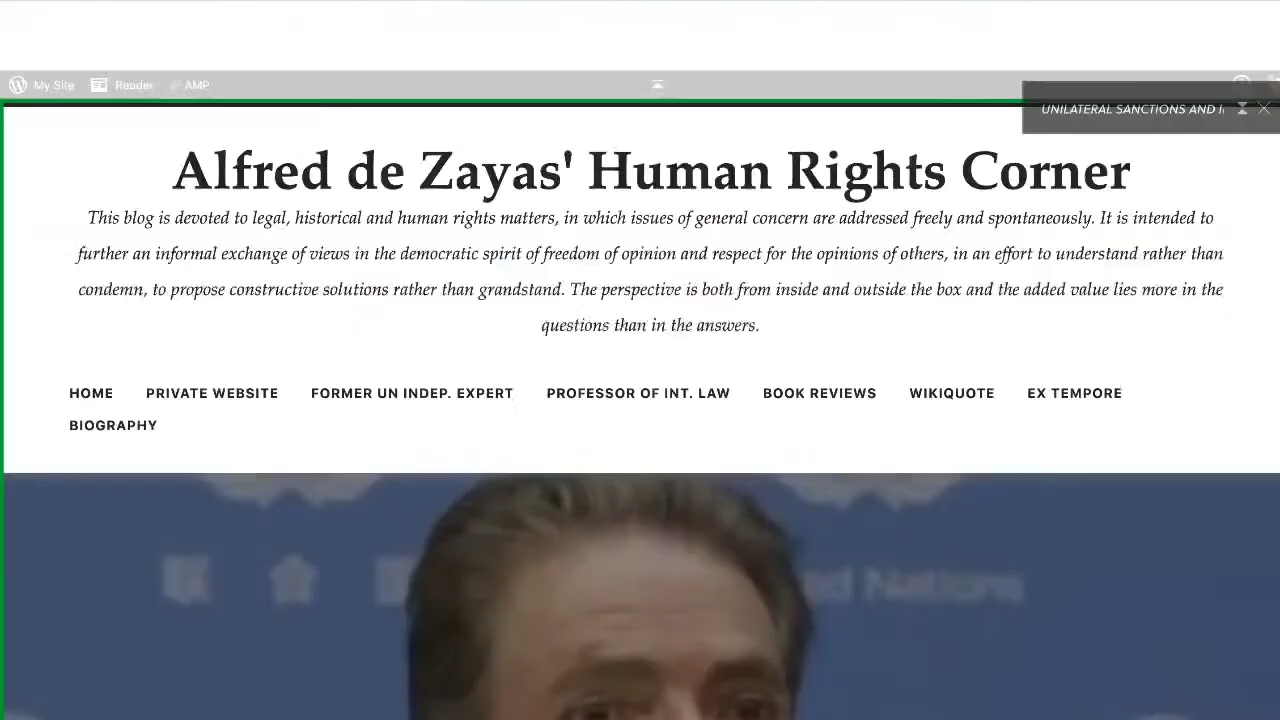 My Site Reader AMP
UNILATERAL SANCTIONS AND
Alfred de Zayas' Human Rights Corner
This blog is devoted to legal, historical and human rights matters, in which issues of general concern are addressed freely and spontaneously. It is intended to
further an informal exchange of views in the democratic spirit of freedom of opinion and respect for the opinions of others, in an effort to understand rather than
condemn, to propose constructive solutions rather than grandstand. The perspective is both from inside and outside the box and the added value lies more in the
questions than in the answers.
HOME PRIVATE WEBSITE FORMER UN INDEP. EXPERT PROFESSOR OF INT. LAW BOOK REVIEWS WIKIQUOTE EX TEMPORE
BIOGRAPHY
Nations